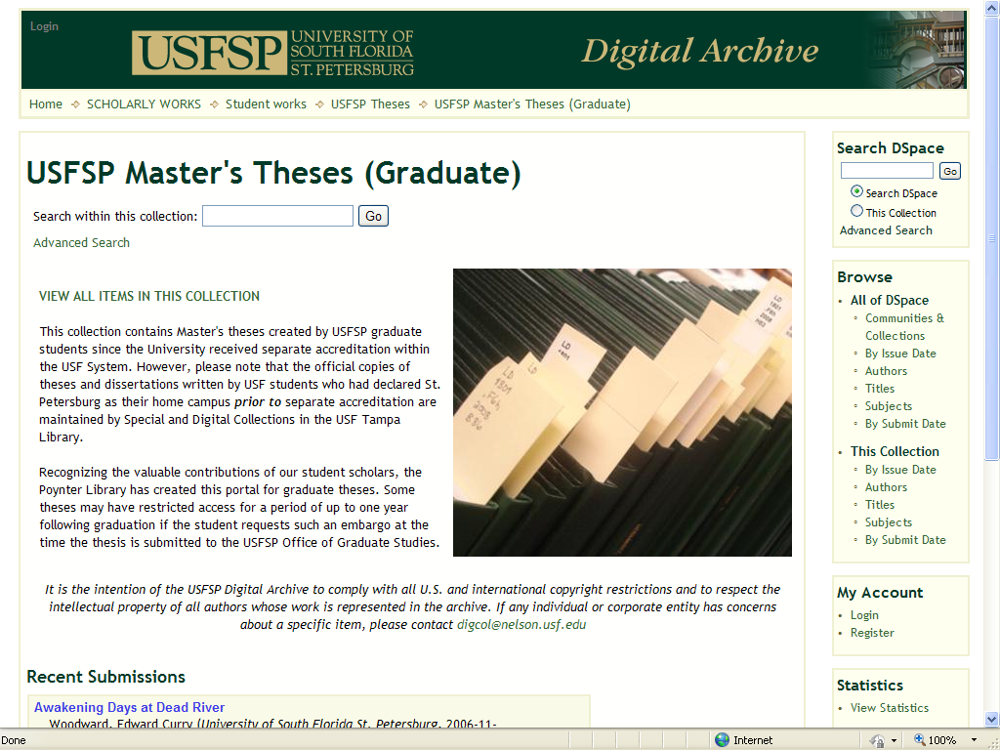 Login
USFSP UNIVERSITY OF
SOUTH FLORIDA
ST. PETERSBURG
Digital Archive
Home SCHOLARLY WORKS Student works USFSP Theses USFSP Master's Theses (Graduate)
USFSP Master's Theses (Graduate)
Search within this collection: Go
Advanced Search
VIEW ALL ITEMS IN THIS COLLECTION
This collection contains Master's theses created by USFSP graduate
students since the University received separate accreditation within
the USF System. However, please note that the official copies of
theses and dissertations written by USF students who had declared St.
Petersburg as their home campus prior to separate accreditation are
maintained by Special and Digital Collections in the USF Tampa
Library.
Recognizing the valuable contributions of our student scholars, the
Poynter Library has created this portal for graduate theses. Some
theses may have restricted access for a period of up to one year
following graduation if the student requests such an embargo at the
time the thesis is submitted to the USFSP Office of Graduate Studies.
LD
1801
LD
LD
1801
.F6h
2008
It is the intention of the USFSP Digital Archive to comply with all U.S. and international copyright restrictions and to respect the
intellectual property of all authors whose work is represented in the archive. If any individual or corporate entity has concerns
about a specific item, please contact digcol@nelson.usf.edu
Recent Submissions
Awakening Days at Dead River
Woodward, Edward Curry (University of South Florida St. Petersburg, 2006-11-
Search DSpace
Go
Search DSpace
This Collection
Advanced Search
Browse
• All of DSpace
Communities &
Collections
By Issue Date
Authors
Titles
Subjects
By Submit Date
• This Collection
By Issue Date
Authors
Titles
Subjects
By Submit Date
My Account
• Login
• Register
Statistics
• View Statistics
Done
Internet
100%